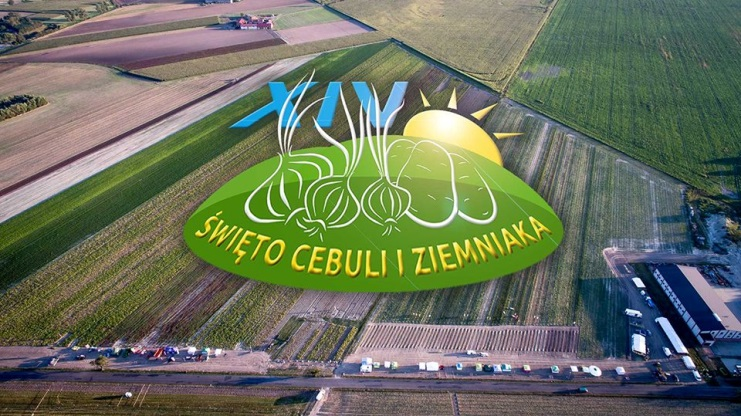 XIV
ŚWIĘTO CEBULI I ZIEMNIAKA